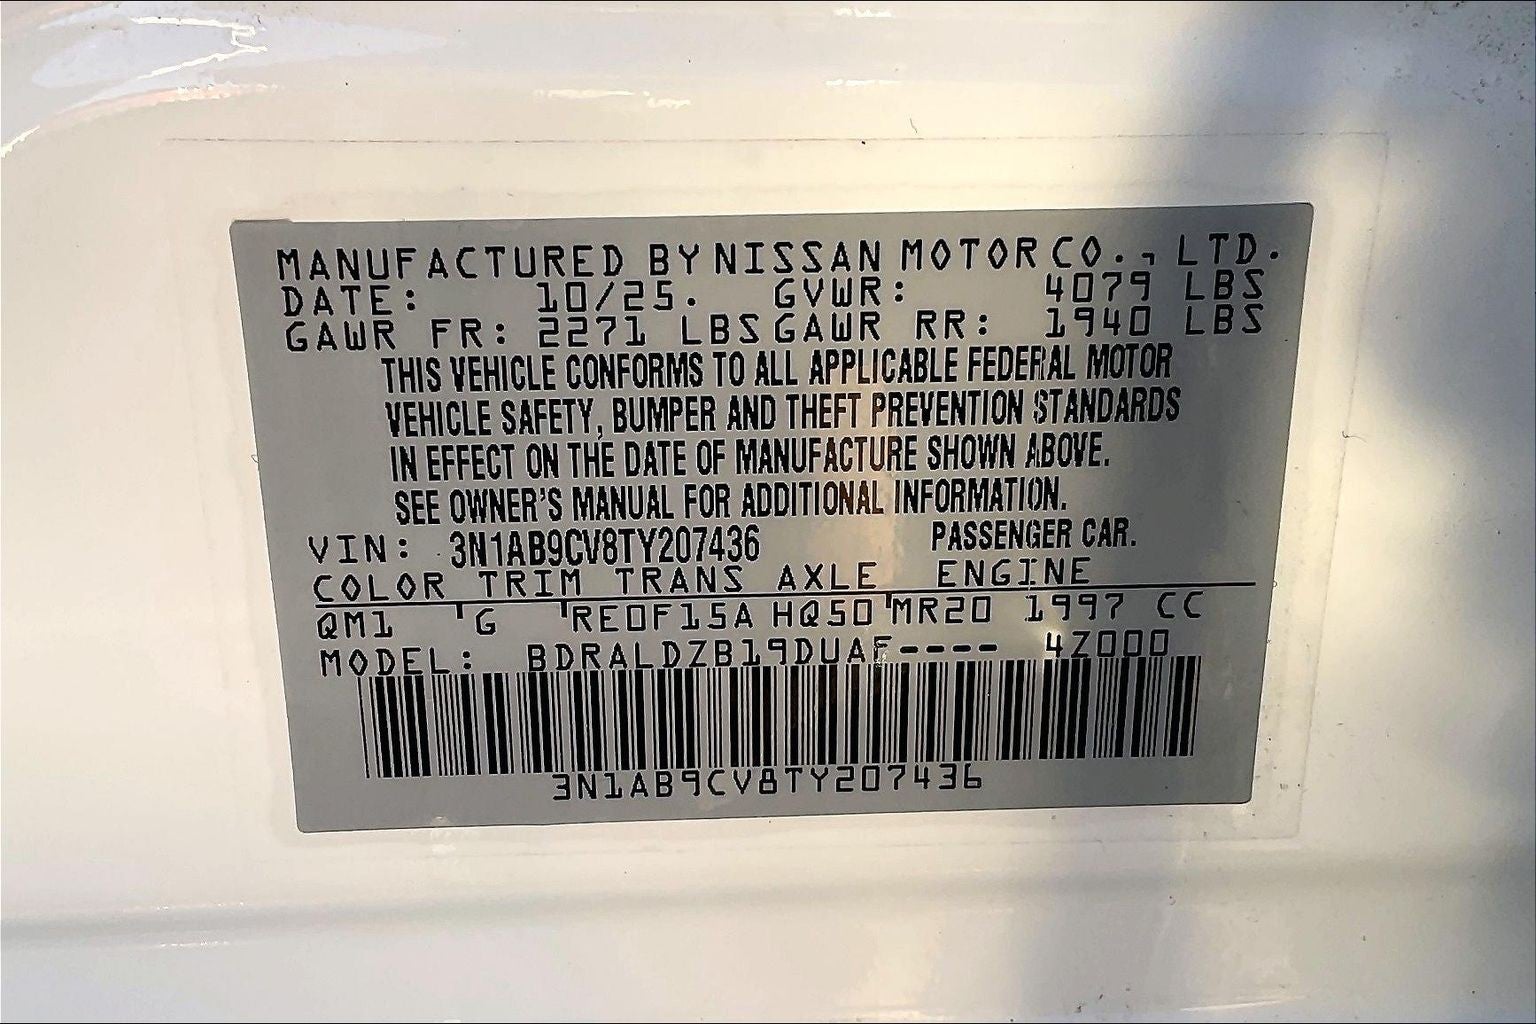 MANUFACTURED BY NISSAN MOTOR CO., LTD.
DATE: 10/25. GVWR: 4079 LBS
GAWR FR: 2271 LBS GAWR RR: 1940 LBS
THIS VEHICLE CONFORMS TO ALL APPLICABLE FEDERAL MOTOR
VEHICLE SAFETY, BUMPER AND THEFT PREVENTION STANDARDS
IN EFFECT ON THE DATE OF MANUFACTURE SHOWN ABOVE.
SEE OWNER'S MANUAL FOR ADDITIONAL INFORMATION.
VIN: 3N1AB9CV8TY207436 PASSENGER CAR.
COLOR TRIM TRANS AXLE ENGINE
QM1 G RE0F15A HQ50 MR20 1997 CC
MODEL: BDRALDZB19DUAF---- 4Z000
3N1AB9CV8TY207436